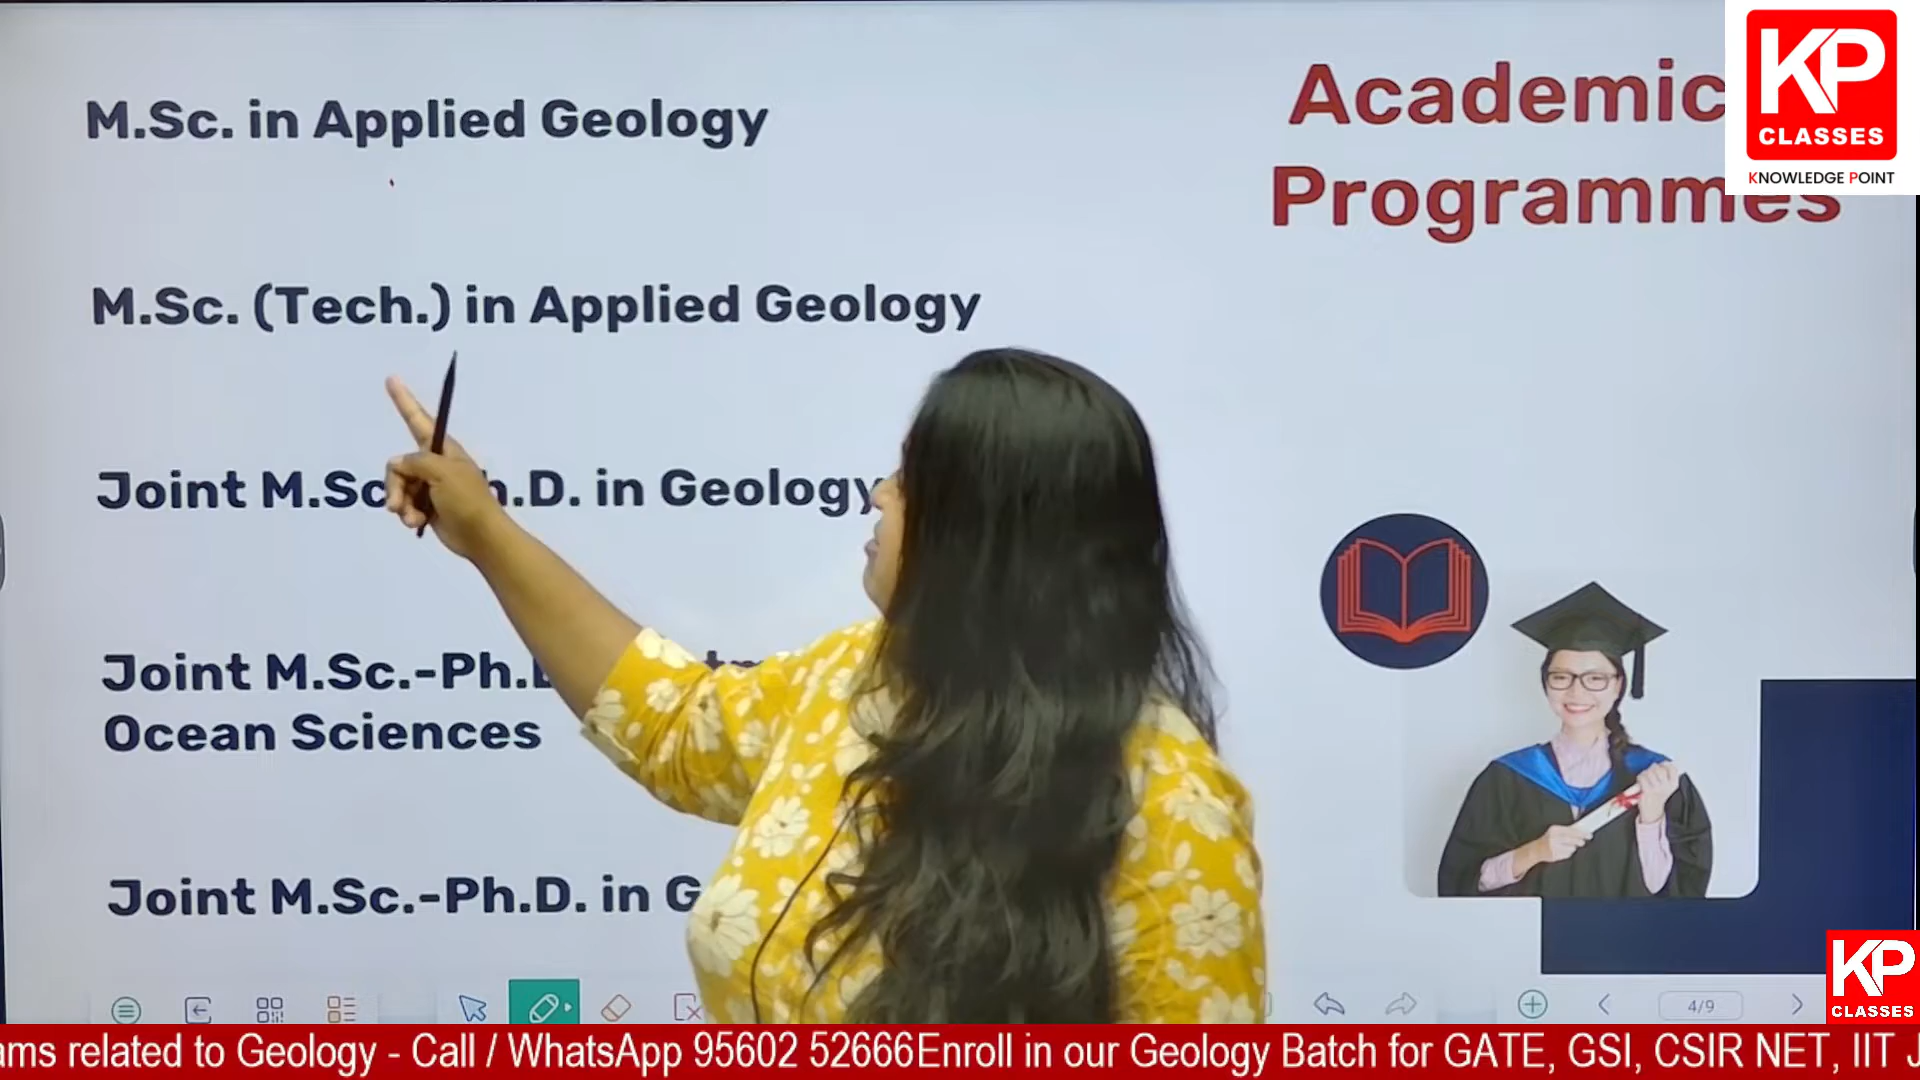 M.Sc. in Applied Geology
Academic
Programmes
KP
CLASSES
KNOWLEDGE POINT
M.Sc. (Tech.) in Applied Geology
Joint M.Sc h.D. in Geology
Joint M.Sc.-Ph.
Ocean Sciences
Joint M.Sc.-Ph.D. in G
4/9
KP
CLASSES
ams related to Geology - Call / WhatsApp 95602 52666Enroll in our Geology Batch for GATE, GSI, CSIR NET, IIT J